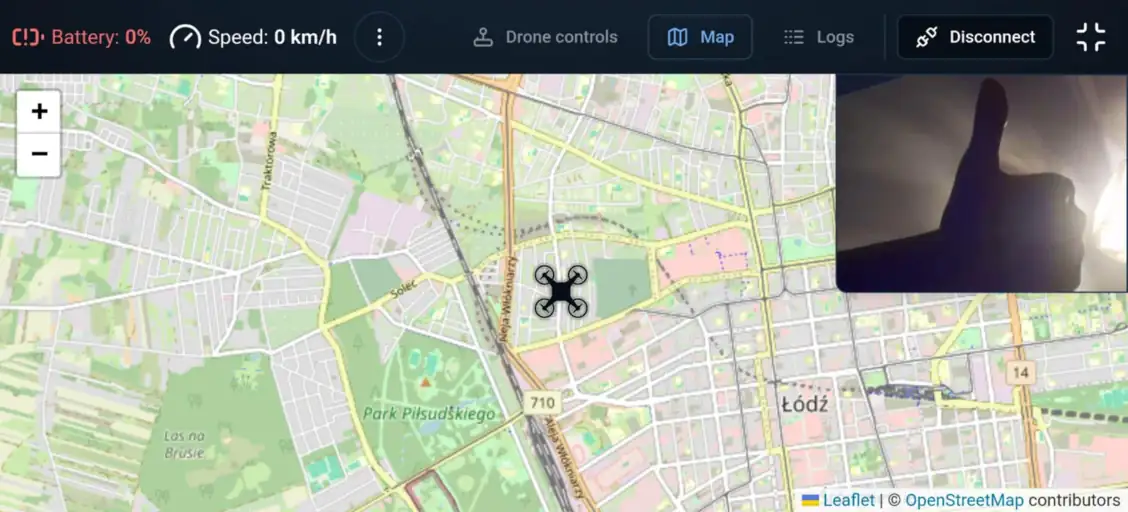 Battery: 0% Speed: 0 km/h Drone controls Map Logs Disconnect
+
−
Traktorowa
Solec
Aleja Włókniarzy
14
710
Łódź
Park Piłsudskiego
Las na
Brusie
Aleja Włókniarzy
Leaflet | © OpenStreetMap contributors